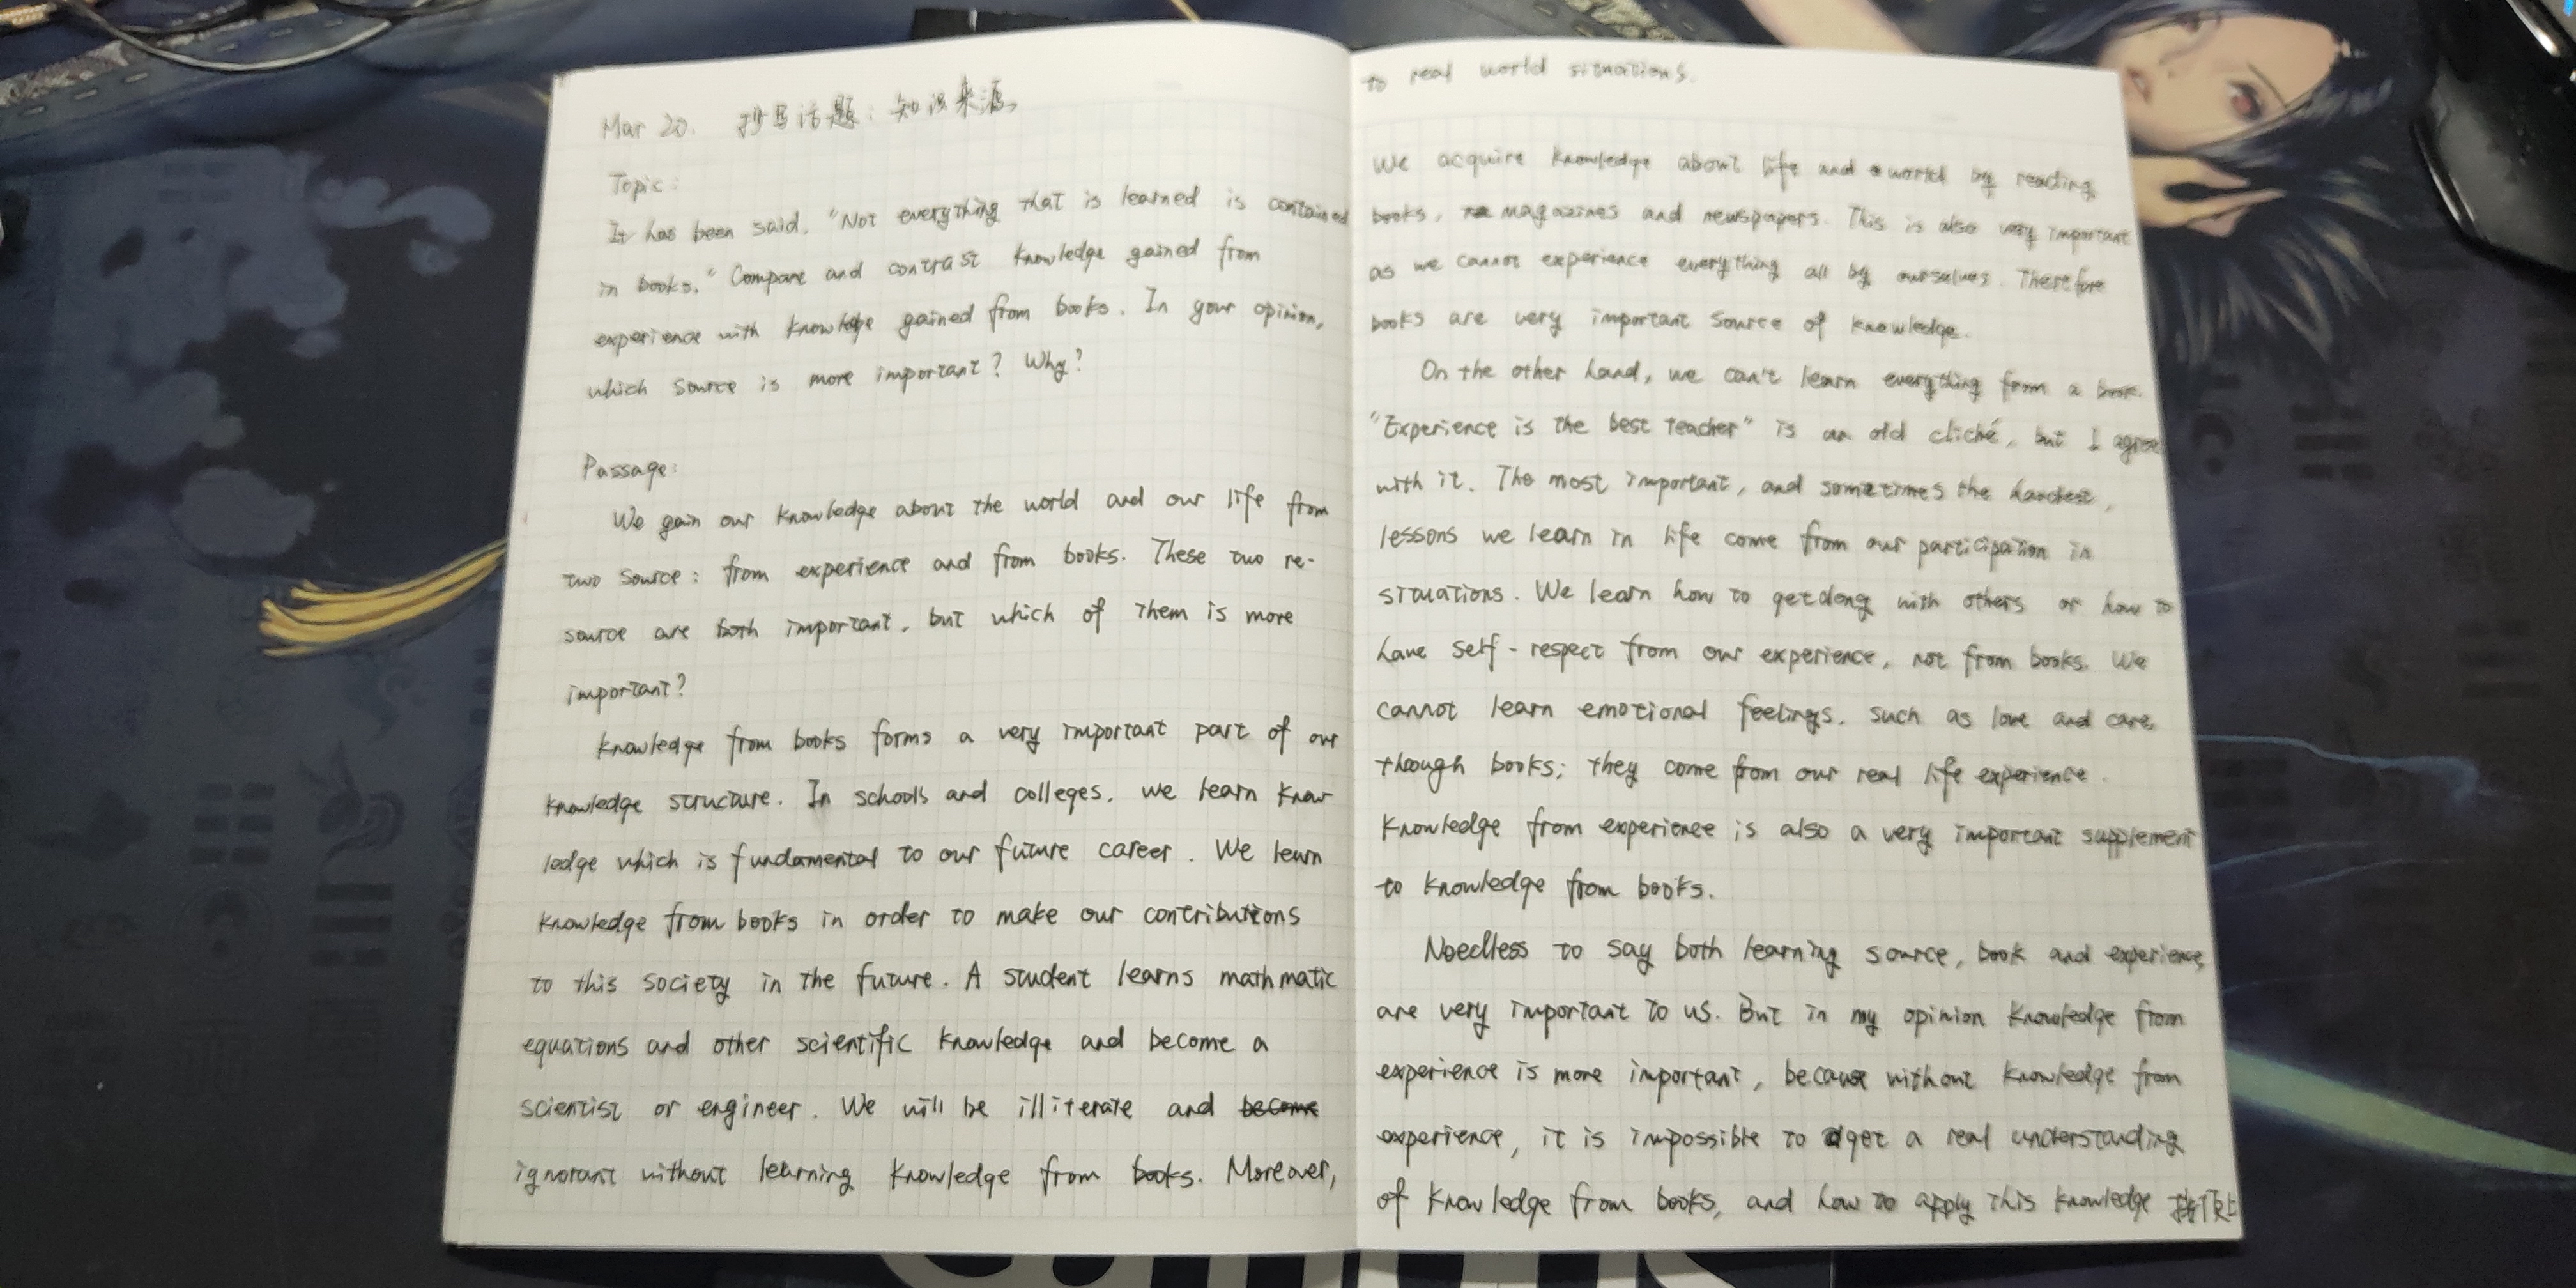 Mar 20. 抄写话题：知识来源
Topic:
It has been said, "Not everything that is learned is contained
in books." Compare and contrast knowledge gained from
experience with knowledge gained from books. In your opinion,
which source is more important? Why?
Passage:
We gain our knowledge about the world and our life from
two source: from experience and from books. These two re-
source are both important, but which of them is more
important?
Knowledge from books forms a very important part of our
knowledge structure. In schools and colleges, we learn know
ledge which is fundamental to our future career. We learn
knowledge from books in order to make our contributions
to this society in the future. A student learns mathmatic
equations and other scientific knowledge and become a
scientist or engineer. We will be illiterate and become
ignorant without learning knowledge from books. Moreover,
to real world situations.
We acquire knowledge about life and world by reading
books, magazines and newspapers. This is also very important
as we cannot experience everything all by ourselves. Therefore
books are very important source of knowledge.
On the other hand, we can't learn everything from a book.
"Experience is the best teacher" is an old cliché, but I agree
with it. The most important, and sometimes the hardest,
lessons we learn in life come from our participation in
situations. We learn how to get along with others or how to
have self-respect from our experience, not from books. We
cannot learn emotional feelings, such as love and care,
though books; they come from our real life experience.
Knowledge from experience is also a very important supplement
to knowledge from books.
Needless to say both learning source, book and experience,
are very important to us. But in my opinion knowledge from
experience is more important, because without knowledge from
experience, it is impossible to get a real understanding
of knowledge from books, and how to apply this knowledge 接顶上